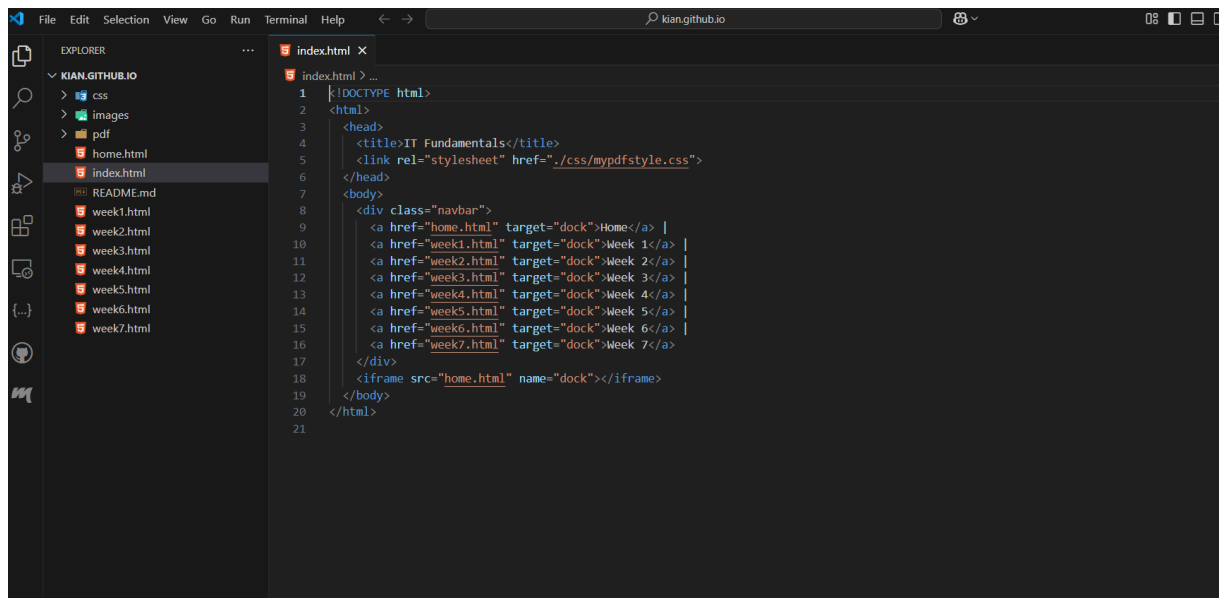 File Edit Selection View Go Run Terminal Help
kian.github.io
EXPLORER
index.html
KIAN.GITHUB.IO
css
images
pdf
home.html
index.html
README.md
week1.html
week2.html
week3.html
week4.html
week5.html
week6.html
week7.html
index.html > ...
1 <!DOCTYPE html>
2 <html>
3 <head>
4 <title>IT Fundamentals</title>
5 <link rel="stylesheet" href="./css/mypdfstyle.css">
6 </head>
7 <body>
8 <div class="navbar">
9 <a href="home.html" target="dock">Home</a> |
10 <a href="week1.html" target="dock">Week 1</a> |
11 <a href="week2.html" target="dock">Week 2</a> |
12 <a href="week3.html" target="dock">Week 3</a> |
13 <a href="week4.html" target="dock">Week 4</a> |
14 <a href="week5.html" target="dock">Week 5</a> |
15 <a href="week6.html" target="dock">Week 6</a> |
16 <a href="week7.html" target="dock">Week 7</a>
17 </div>
18 <iframe src="home.html" name="dock"></iframe>
19 </body>
20 </html>
21